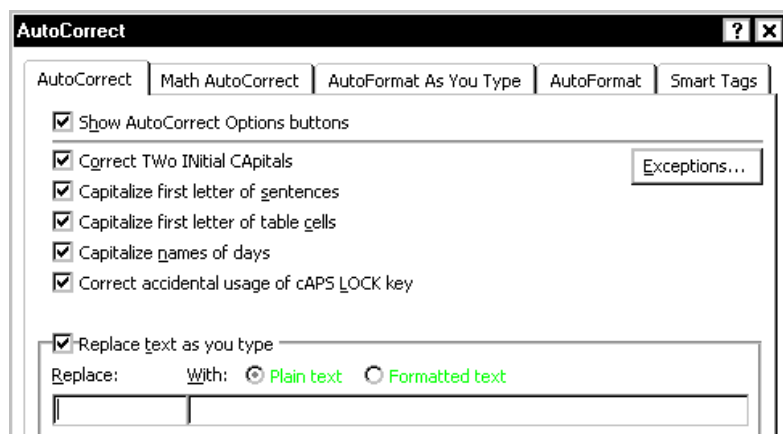 AutoCorrect
AutoCorrect Math AutoCorrect AutoFormat As You Type AutoFormat Smart Tags
Show AutoCorrect Options buttons
Correct TWo INitial CApitals Exceptions...
Capitalize first letter of sentences
Capitalize first letter of table cells
Capitalize names of days
Correct accidental usage of cAPS LOCK key
Replace text as you type
Replace: With: Plain text Formatted text